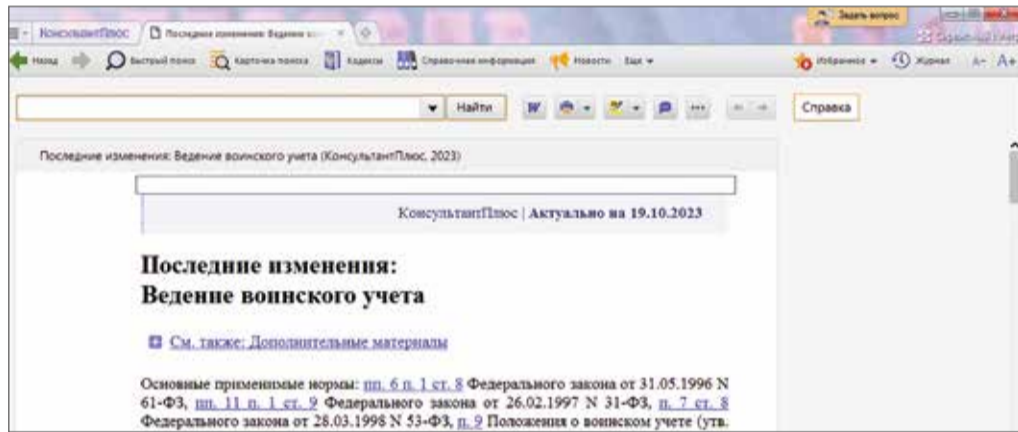 КонсультантПлюс
Последние изменения: Ведение
Задать вопрос
Назад
Быстрый поиск
Карточка поиска
Кодексы
Справочная информация
Новости
Еще
Избранное
Журнал
A- A+
Найти
W
Справка
Последние изменения: Ведение воинского учета (КонсультантПлюс, 2023)
КонсультантПлюс | Актуально на 19.10.2023
Последние изменения:
Ведение воинского учета
См. также: Дополнительные материалы
Основные применимые нормы: пп. 6 п. 1 ст. 8 Федерального закона от 31.05.1996 N
61-ФЗ, пп. 11 п. 1 ст. 9 Федерального закона от 26.02.1997 N 31-ФЗ, п. 7 ст. 8
Федерального закона от 28.03.1998 N 53-ФЗ, п. 9 Положения о воинском учете (утв.